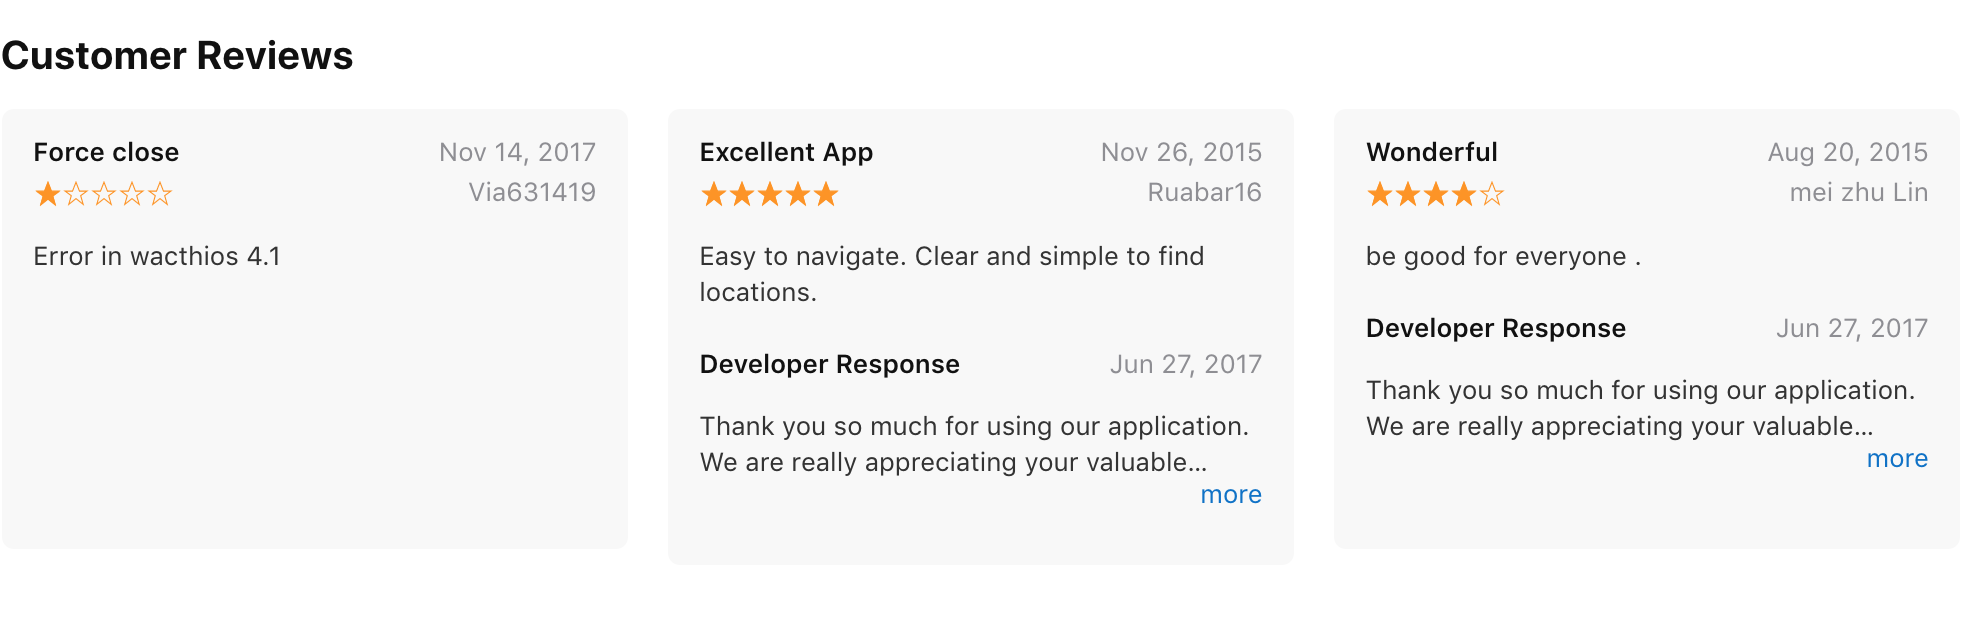 Customer Reviews
Force close
Nov 14, 2017
Via631419
Error in wacthios 4.1
Excellent App
Nov 26, 2015
Ruabar16
Easy to navigate. Clear and simple to find
locations.
Developer Response
Jun 27, 2017
Thank you so much for using our application.
We are really appreciating your valuable...
more
Wonderful
Aug 20, 2015
mei zhu Lin
be good for everyone .
Developer Response
Jun 27, 2017
Thank you so much for using our application.
We are really appreciating your valuable...
more